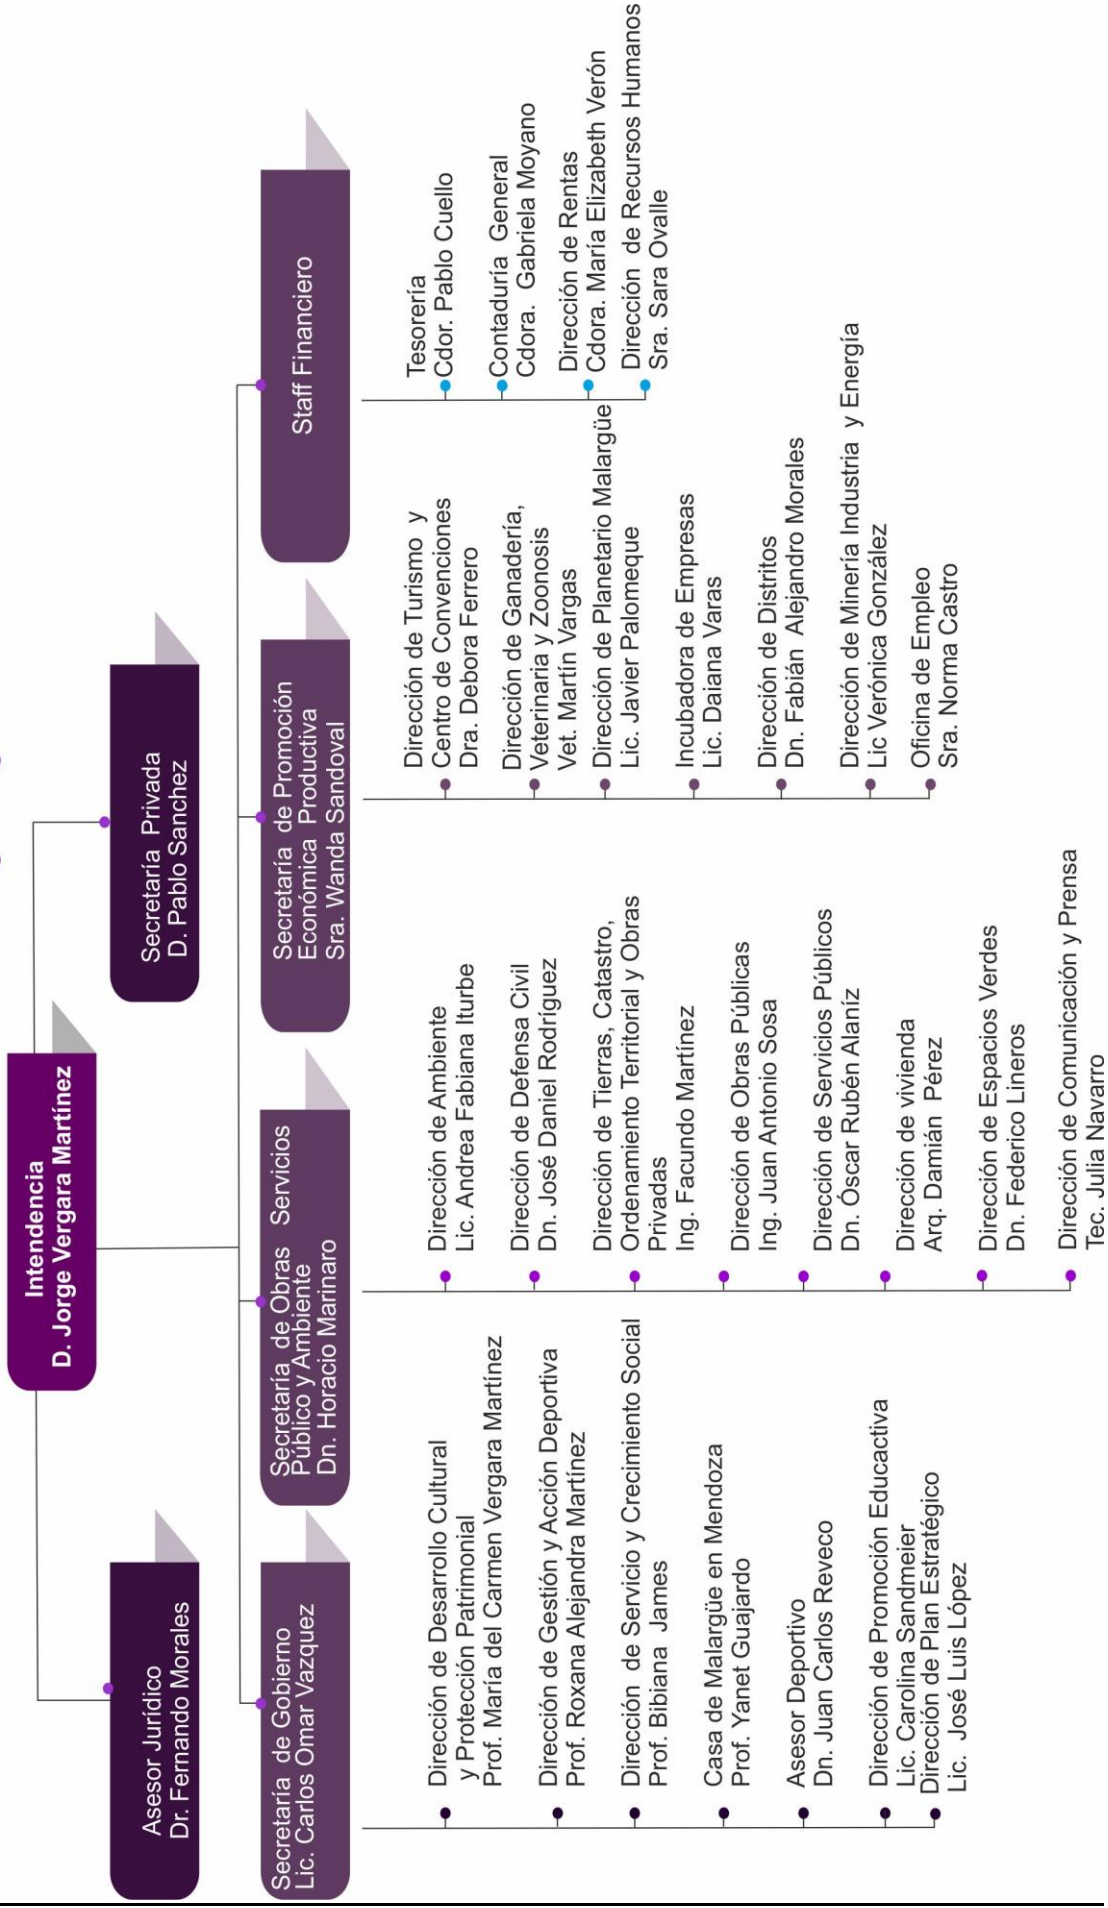 Intendencia
D. Jorge Vergara Martínez
Asesor Jurídico
Dr. Fernando Morales
Secretaría Privada
D. Pablo Sanchez
Secretaría de Gobierno
Lic. Carlos Omar Vazquez
Dirección de Desarrollo Cultural
y Protección Patrimonial
Prof. María del Carmen Vergara Martínez
Dirección de Gestión y Acción Deportiva
Prof. Roxana Alejandra Martínez
Dirección de Servicio y Crecimiento Social
Prof. Bibiana James
Casa de Malargüe en Mendoza
Prof. Yanet Guajardo
Asesor Deportivo
Dn. Juan Carlos Reveco
Dirección de Promoción Educactiva
Lic. Carolina Sandmeier
Dirección de Plan Estratégico
Lic. José Luis López
Secretaría de Obras Servicios
Público y Ambiente
Dn. Horacio Marinaro
Dirección de Ambiente
Lic. Andrea Fabiana Iturbe
Dirección de Defensa Civil
Dn. José Daniel Rodríguez
Dirección de Tierras, Catastro,
Ordenamiento Territorial y Obras
Privadas
Ing. Facundo Martínez
Dirección de Obras Públicas
Ing. Juan Antonio Sosa
Dirección de Servicios Públicos
Dn. Óscar Rubén Alaníz
Dirección de vivienda
Arq. Damián Pérez
Dirección de Espacios Verdes
Dn. Federico Lineros
Dirección de Comunicación y Prensa
Tec. Julia Navarro
Secretaría de Promoción
Económica Productiva
Sra. Wanda Sandoval
Dirección de Turismo y
Centro de Convenciones
Dra. Debora Ferrero
Dirección de Ganadería,
Veterinaria y Zoonosis
Vet. Martín Vargas
Dirección de Planetario Malargüe
Lic. Javier Palomeque
Incubadora de Empresas
Lic. Daiana Varas
Dirección de Distritos
Dn. Fabián Alejandro Morales
Dirección de Minería Industria y Energía
Lic Verónica González
Oficina de Empleo
Sra. Norma Castro
Staff Financiero
Tesorería
Cdor. Pablo Cuello
Contaduría General
Cdora. Gabriela Moyano
Dirección de Rentas
Cdora. María Elizabeth Verón
Dirección de Recursos Humanos
Sra. Sara Ovalle